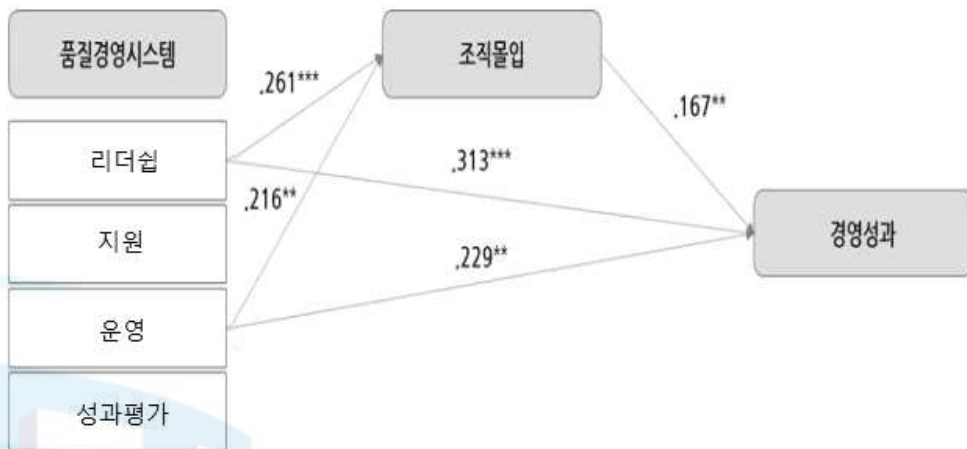 품질경영시스템
조직몰입
.261***
.167**
리더쉽
.313***
.216**
지원
경영성과
.229**
운영
성과평가